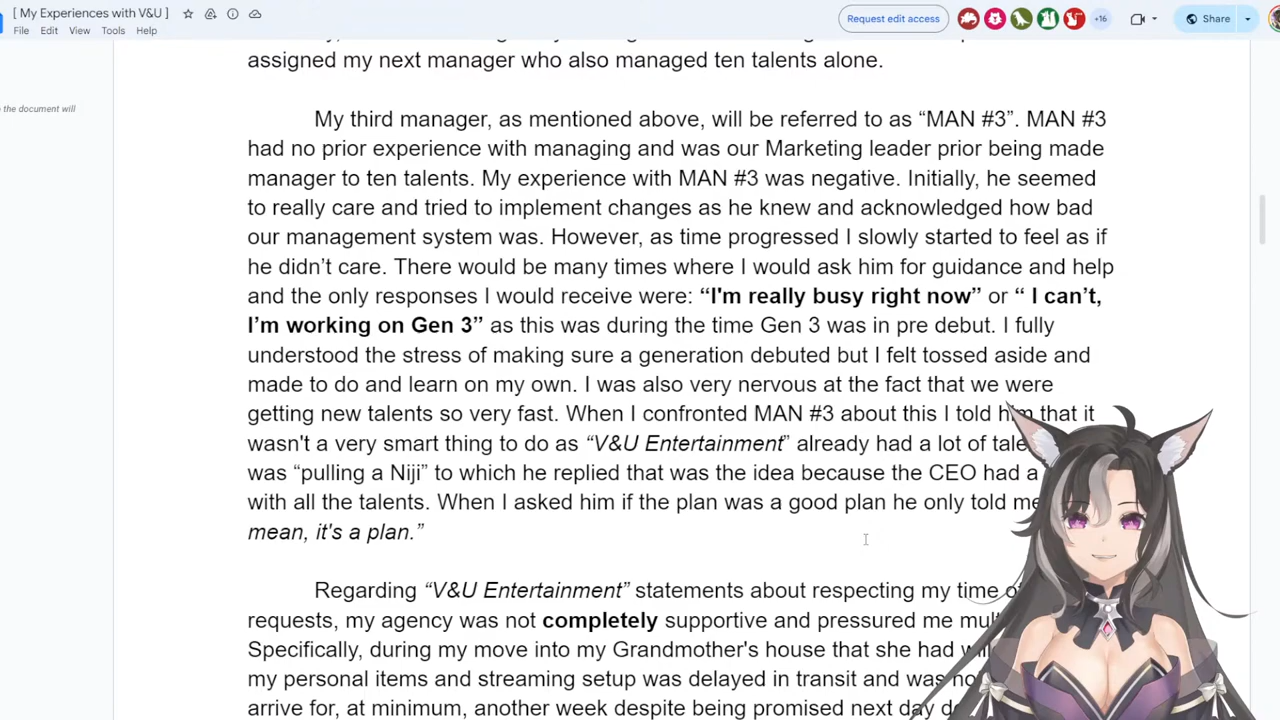 [ My Experiences with V&U ]
File Edit View Tools Help
Request edit access
+16
Share
assigned my next manager who also managed ten talents alone.
n the document will
My third manager, as mentioned above, will be referred to as “MAN #3”. MAN #3
had no prior experience with managing and was our Marketing leader prior being made
manager to ten talents. My experience with MAN #3 was negative. Initially, he seemed
to really care and tried to implement changes as he knew and acknowledged how bad
our management system was. However, as time progressed I slowly started to feel as if
he didn’t care. There would be many times where I would ask him for guidance and help
and the only responses I would receive were: “I'm really busy right now” or “ I can’t,
I’m working on Gen 3” as this was during the time Gen 3 was in pre debut. I fully
understood the stress of making sure a generation debuted but I felt tossed aside and
made to do and learn on my own. I was also very nervous at the fact that we were
getting new talents so very fast. When I confronted MAN #3 about this I told him that it
wasn't a very smart thing to do as “V&U Entertainment” already had a lot of
was “pulling a Niji” to which he replied that was the idea because the CEO had a
with all the talents. When I asked him if the plan was a good plan he only told me
mean, it's a plan.”
Regarding “V&U Entertainment” statements about respecting my time
requests, my agency was not completely supportive and pressured me
Specifically, during my move into my Grandmother's house that she had
my personal items and streaming setup was delayed in transit and was
arrive for, at minimum, another week despite being promised next day